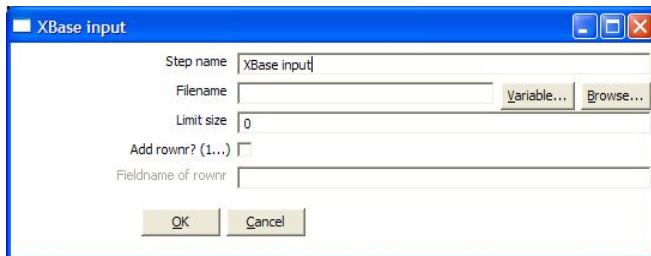 XBase input
Step name XBase input
Filename Variable... Browse...
Limit size 0
Add rownr? (1...)
Fieldname of rownr
OK Cancel